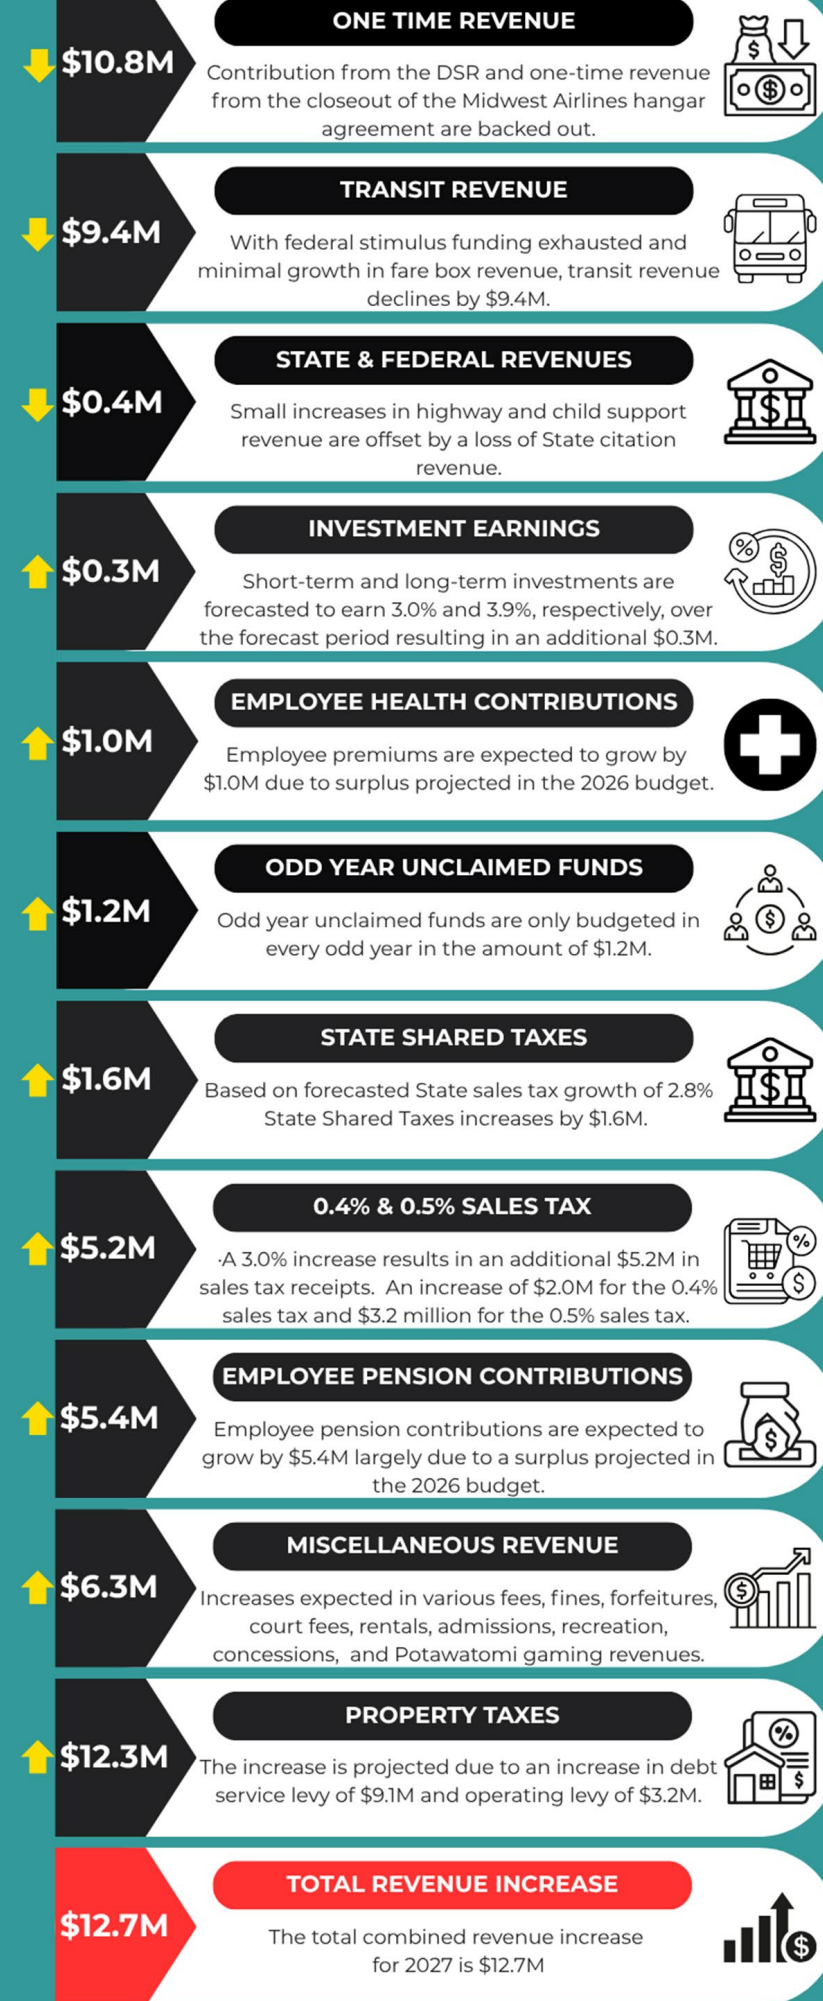 ONE TIME REVENUE
$10.8M
Contribution from the DSR and one-time revenue
from the closeout of the Midwest Airlines hangar
agreement are backed out.
TRANSIT REVENUE
$9.4M
With federal stimulus funding exhausted and
minimal growth in fare box revenue, transit revenue
declines by $9.4M.
STATE & FEDERAL REVENUES
$0.4M
Small increases in highway and child support
revenue are offset by a loss of State citation
revenue.
INVESTMENT EARNINGS
$0.3M
Short-term and long-term investments are
forecasted to earn 3.0% and 3.9%, respectively, over
the forecast period resulting in an additional $0.3M.
EMPLOYEE HEALTH CONTRIBUTIONS
$1.0M
Employee premiums are expected to grow by
$1.0M due to surplus projected in the 2026 budget.
ODD YEAR UNCLAIMED FUNDS
$1.2M
Odd year unclaimed funds are only budgeted in
every odd year in the amount of $1.2M.
STATE SHARED TAXES
$1.6M
Based on forecasted State sales tax growth of 2.8%
State Shared Taxes increases by $1.6M.
0.4% & 0.5% SALES TAX
$5.2M
·A 3.0% increase results in an additional $5.2M in
sales tax receipts. An increase of $2.0M for the 0.4%
sales tax and $3.2 million for the 0.5% sales tax.
EMPLOYEE PENSION CONTRIBUTIONS
$5.4M
Employee pension contributions are expected to
grow by $5.4M largely due to a surplus projected in
the 2026 budget.
MISCELLANEOUS REVENUE
$6.3M
Increases expected in various fees, fines, forfeitures,
court fees, rentals, admissions, recreation,
concessions, and Potawatomi gaming revenues.
PROPERTY TAXES
$12.3M
The increase is projected due to an increase in debt
service levy of $9.1M and operating levy of $3.2M.
TOTAL REVENUE INCREASE
$12.7M
The total combined revenue increase
for 2027 is $12.7M